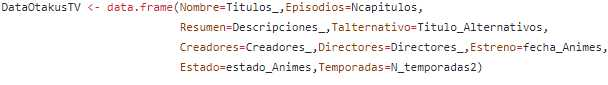 DataOtakusTV <- data.frame(Nombre=Titulos_,Episodios=Ncapitulos,
Resumen=Descripciones_,Talternativo=Titulo_Alternativos,
Creadores=Creadores_,Directores=Directores_,Estreno=fecha_Animes,
Estado=estado_Animes,Temporadas=N_temporadas2)